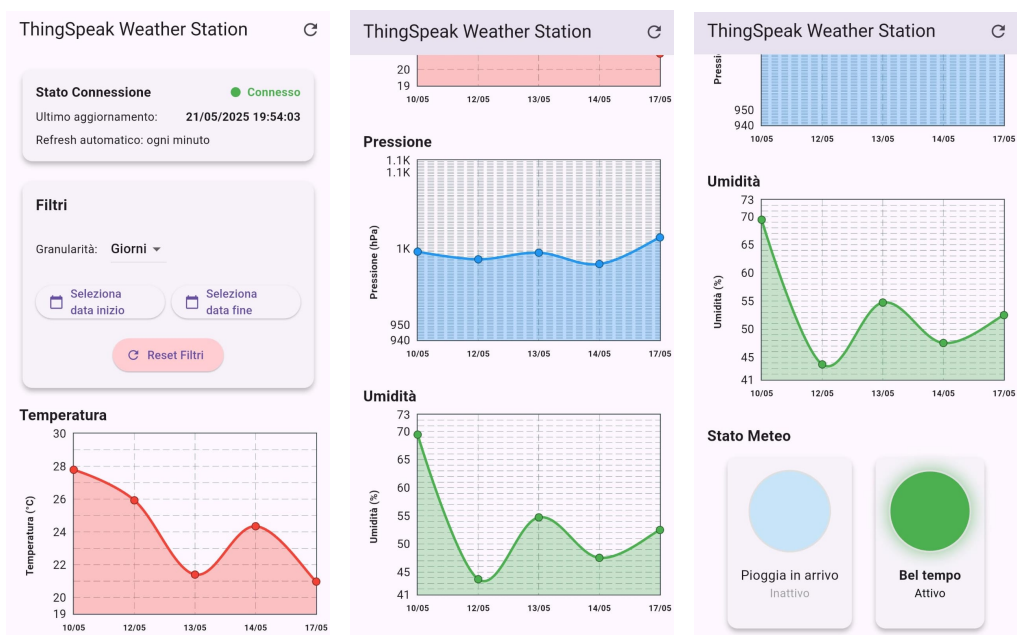 ThingSpeak Weather Station
Stato Connessione
Connesso
Ultimo aggiornamento:
21/05/2025 19:54:03
Refresh automatico: ogni minuto
Filtri
Granularità:
Giorni
Seleziona
data inizio
Seleziona
data fine
Reset Filtri
Temperatura
Temperatura (°C)
30
28
26
24
22
20
19
10/05
12/05
13/05
14/05
17/05
ThingSpeak Weather Station
20
19
10/05
12/05
13/05
14/05
17/05
Pressione
Pressione (hPa)
1.1K
1.1K
1K
950
940
10/05
12/05
13/05
14/05
17/05
Umidità
Umidità (%)
73
70
65
60
55
50
45
41
10/05
12/05
13/05
14/05
17/05
ThingSpeak Weather Station
Pressi
950
940
10/05
12/05
13/05
14/05
17/05
Umidità
Umidità (%)
73
70
65
60
55
50
45
41
10/05
12/05
13/05
14/05
17/05
Stato Meteo
Pioggia in arrivo
Inattivo
Bel tempo
Attivo